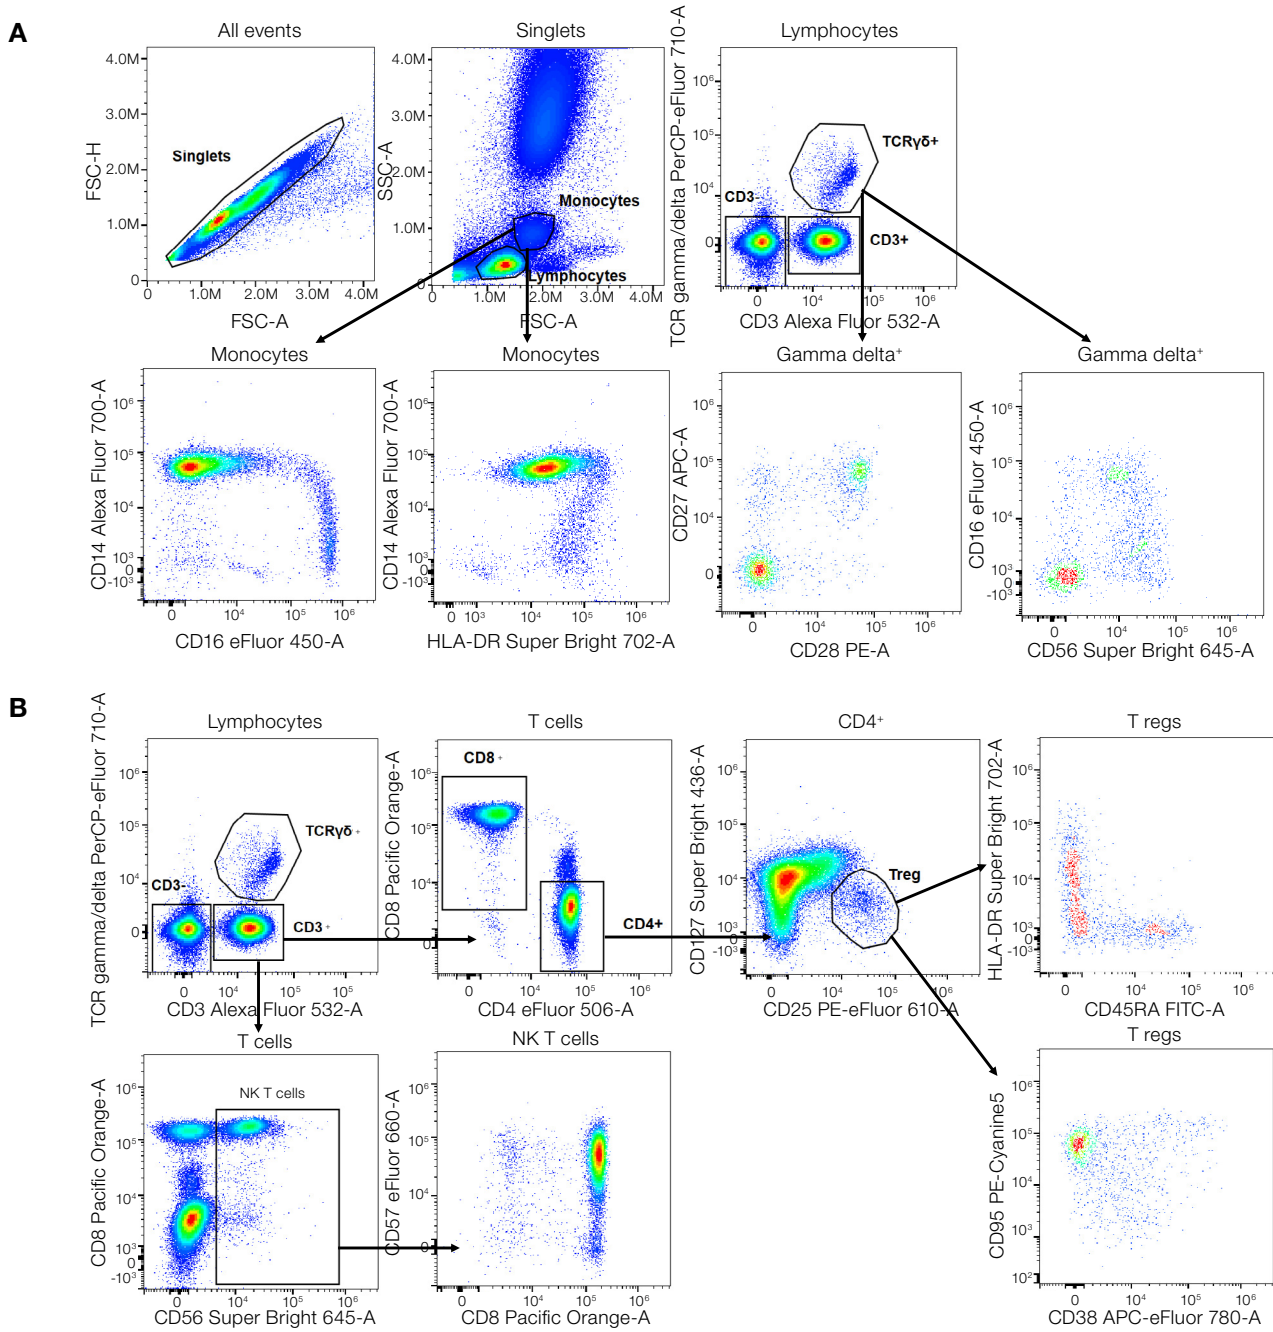 A
All events
FSC-H
4.0M
3.0M
2.0M
1.0M
0
Singlets
0 1.0M 2.0M 3.0M 4.0M
FSC-A
Singlets
SSC-A
4.0M
3.0M
2.0M
1.0M
0
Monocytes
Lymphocytes
0 1.0M 2.0M 3.0M 4.0M
FSC-A
Lymphocytes
TCR gamma/delta PerCP-eFluor 710-A
10⁶
10⁵
10⁴
0
TCRγδ+
CD3-
CD3+
0 10⁴ 10⁵ 10⁶
CD3 Alexa Fluor 532-A
Monocytes
CD14 Alexa Fluor 700-A
10⁶
10⁵
10⁴
10³
0
-10³
0 10⁴ 10⁵ 10⁶
CD16 eFluor 450-A
Monocytes
CD14 Alexa Fluor 700-A
10⁶
10⁵
10⁴
10³
0
-10³
0 10³ 10⁴ 10⁵ 10⁶
HLA-DR Super Bright 702-A
Gamma delta⁺
CD27 APC-A
10⁶
10⁵
10⁴
0
0 10⁴ 10⁵ 10⁶
CD28 PE-A
Gamma delta⁺
CD16 eFluor 450-A
10⁶
10⁵
10⁴
10³
0
-10³
0 10⁴ 10⁵ 10⁶
CD56 Super Bright 645-A
B
Lymphocytes
TCR gamma/delta PerCP-eFluor 710-A
10⁶
10⁵
10⁴
0
TCRγδ +
CD3-
CD3 +
0 10⁴ 10⁵ 10⁶
CD3 Alexa Fluor 532-A
T cells
CD8 Pacific Orange-A
10⁶
10⁵
10⁴
0
CD8 +
CD4+
0 10⁴ 10⁵ 10⁶
CD4 eFluor 506-A
CD4⁺
CD127 Super Bright 436-A
10⁶
10⁵
10⁴
10³
0
-10³
Treg
0 10⁴ 10⁵ 10⁶
CD25 PE-eFluor 610-A
T regs
HLA-DR Super Bright 702-A
10⁶
10⁵
10⁴
10³
0
-10³
0 10⁴ 10⁵ 10⁶
CD45RA FITC-A
T cells
CD8 Pacific Orange-A
10⁶
10⁵
10⁴
10³
0
-10³
NK T cells
0 10⁴ 10⁵ 10⁶
CD56 Super Bright 645-A
NK T cells
CD57 eFluor 660-A
10⁶
10⁵
10⁴
0
0 10⁴ 10⁵ 10⁶
CD8 Pacific Orange-A
T regs
CD95 PE-Cyanine5
10⁶
10⁵
10⁴
10³
10²
0 10⁴ 10⁵ 10⁶
CD38 APC-eFluor 780-A